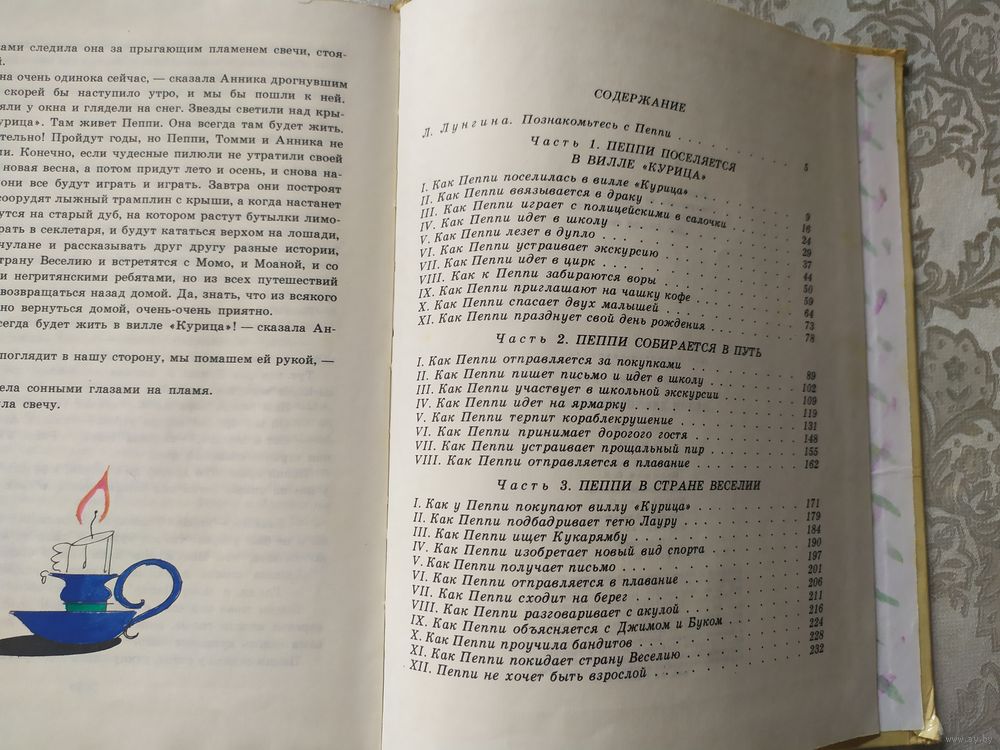 ами следила она за прыгающим пламенем свечи, стоя-
й.
на очень одинока сейчас, — сказала Анника дрогнувшим
скорей бы наступило утро, и мы бы пошли к ней.
яли у окна и глядели на снег. Звезды светили над кры-
урица». Там живет Пеппи. Она всегда там будет жить.
тельно! Пройдут годы, но Пеппи, Томми и Анника не
ли. Конечно, если чудесные пилюли не утратили своей
новая весна, а потом придут лето и осень, и снова на-
они все будут играть и играть. Завтра они построят
соорудят лыжный трамплин с крыши, а когда настанет
утся на старый дуб, на котором растут бутылки лимо-
рать в секлетаря, и будут кататься верхом на лошади,
чулане и рассказывать друг другу разные истории,
трану Веселию и встретятся с Момо, и Моаной, и со
и негритянскими ребятами, но из всех путешествий
возвращаться назад домой. Да, знать, что из всякого
но вернуться домой, очень-очень приятно.
сегда будет жить в вилле «Курица»! — сказала Ан-
поглядит в нашу сторону, мы помашем ей рукой, —
ела сонными глазами на пламя.
ла свечу.
СОДЕРЖАНИЕ
Л. Лунгина. Познакомьтесь с Пеппи . 5
Часть 1. ПЕППИ ПОСЕЛЯЕТСЯ
В ВИЛЛЕ «КУРИЦА»
I. Как Пеппи поселилась в вилле «Курица» . . . 9
II. Как Пеппи ввязывается в драку . . . 16
III. Как Пеппи играет с полицейскими в салочки . . . 24
IV. Как Пеппи идет в школу . . . 29
V. Как Пеппи лезет в дупло . . . 37
VI. Как Пеппи устраивает экскурсию . . . 44
VII. Как Пеппи идет в цирк . . . 50
VIII. Как к Пеппи забираются воры . . . 59
IX. Как Пеппи приглашают на чашку кофе . . . 64
X. Как Пеппи спасает двух малышей . . . 73
XI. Как Пеппи празднует свой день рождения . . . 78
Часть 2. ПЕППИ СОБИРАЕТСЯ В ПУТЬ
I. Как Пеппи отправляется за покупками . . . 89
II. Как Пеппи пишет письмо и идет в школу . . . 102
III. Как Пеппи участвует в школьной экскурсии . . . 109
IV. Как Пеппи идет на ярмарку . . . 119
V. Как Пеппи терпит кораблекрушение . . . 131
VI. Как Пеппи принимает дорогого гостя . . . 148
VII. Как Пеппи устраивает прощальный пир . . . 155
VIII. Как Пеппи отправляется в плавание . . . 162
Часть 3. ПЕППИ В СТРАНЕ ВЕСЕЛИИ
I. Как у Пеппи покупают виллу «Курица» . . . 171
II. Как Пеппи подбадривает тетю Лауру . . . 179
III. Как Пеппи ищет Кукарямбу . . . 184
IV. Как Пеппи изобретает новый вид спорта . . . 190
V. Как Пеппи получает письмо . . . 197
VI. Как Пеппи отправляется в плавание . . . 201
VII. Как Пеппи сходит на берег . . . 206
VIII. Как Пеппи разговаривает с акулой . . . 211
IX. Как Пеппи объясняется с Джимом и Буком . . . 216
X. Как Пеппи проучила бандитов . . . 224
XI. Как Пеппи покидает страну Веселию . . . 228
XII. Пеппи не хочет быть взрослой . . . 232
www.ay.by